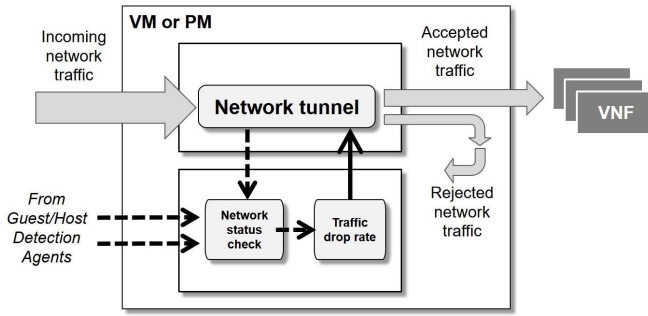 VM or PM
Incoming
network
traffic
Network tunnel
Accepted
network
traffic
VNF
Rejected
network
traffic
From
Guest/Host
Detection
Agents
Network
status
check
Traffic
drop rate